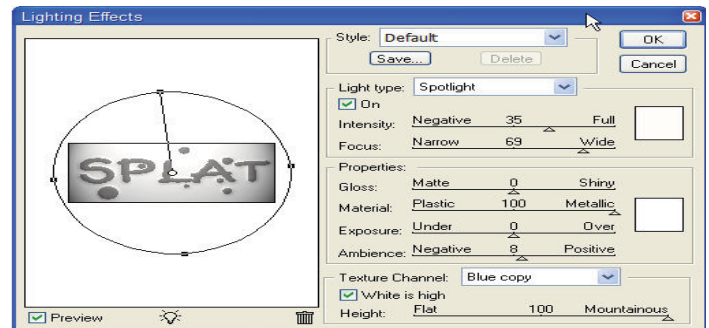 Lighting Effects
Style: Default
OK
Save... Delete
Cancel
Light type: Spotlight
On
Intensity: Negative 35 Full
Focus: Narrow 69 Wide
SPLAT
Properties:
Gloss: Matte 0 Shiny
Material: Plastic 100 Metallic
Exposure: Under 0 Over
Ambience: Negative 8 Positive
Texture Channel: Blue copy
White is high
Height: Flat 100 Mountainous
Preview